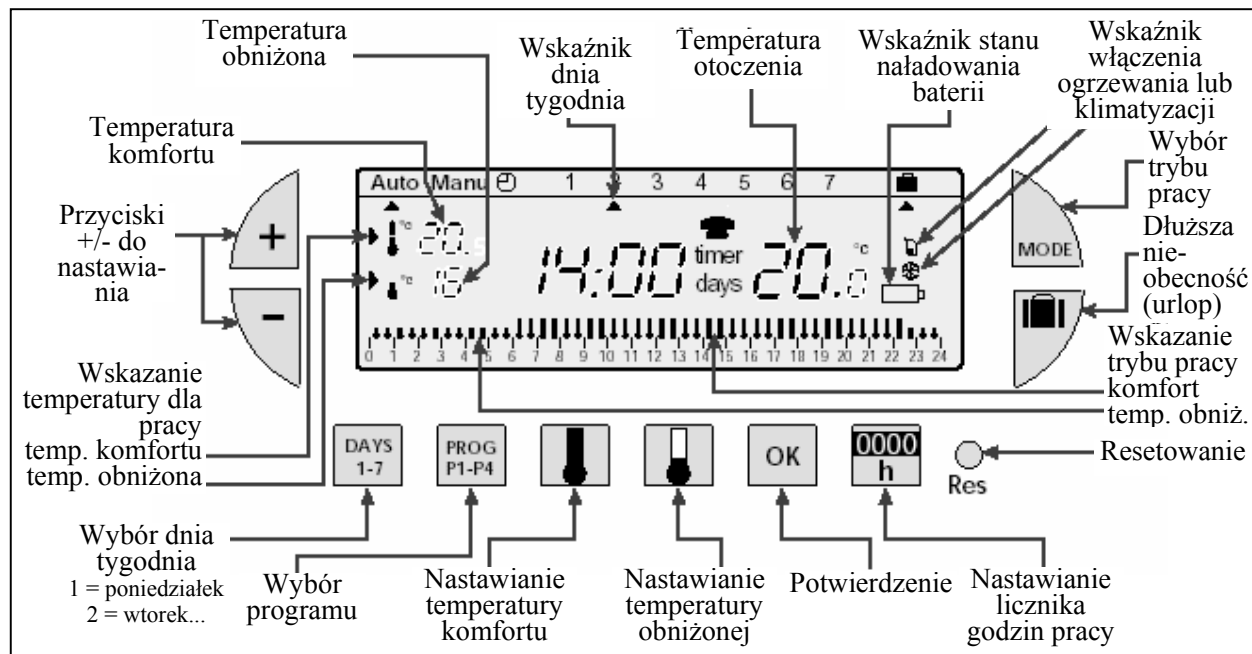 Temperatura
obniżona
Wskaźnik
dnia
tygodnia
Temperatura
otoczenia
Wskaźnik stanu
naładowania
baterii
Wskaźnik
włączenia
ogrzewania lub
klimatyzacji
Temperatura
komfortu
Wybór
trybu
pracy
Przyciski
+/- do
nastawia-
nia
+
-
Auto Manu 1 2 3 4 5 6 7
°C 20.5
14:00
timer
days
20.0 °C
°C 16
0 1 2 3 4 5 6 7 8 9 10 11 12 13 14 15 16 17 18 19 20 21 22 23 24
MODE
Dłuższa
nie-
obecność
(urlop)
Wskazanie
temperatury dla
pracy
temp. komfortu
temp. obniżona
Wskazanie
trybu pracy
komfort
temp. obniż.
DAYS
1-7
PROG
P1-P4
OK
0000
h
Res
Resetowanie
Wybór dnia
tygodnia
1 = poniedziałek
2 = wtorek...
Wybór
programu
Nastawianie
temperatury
komfortu
Nastawianie
temperatury
obniżonej
Potwierdzenie
Nastawianie
licznika
godzin pracy